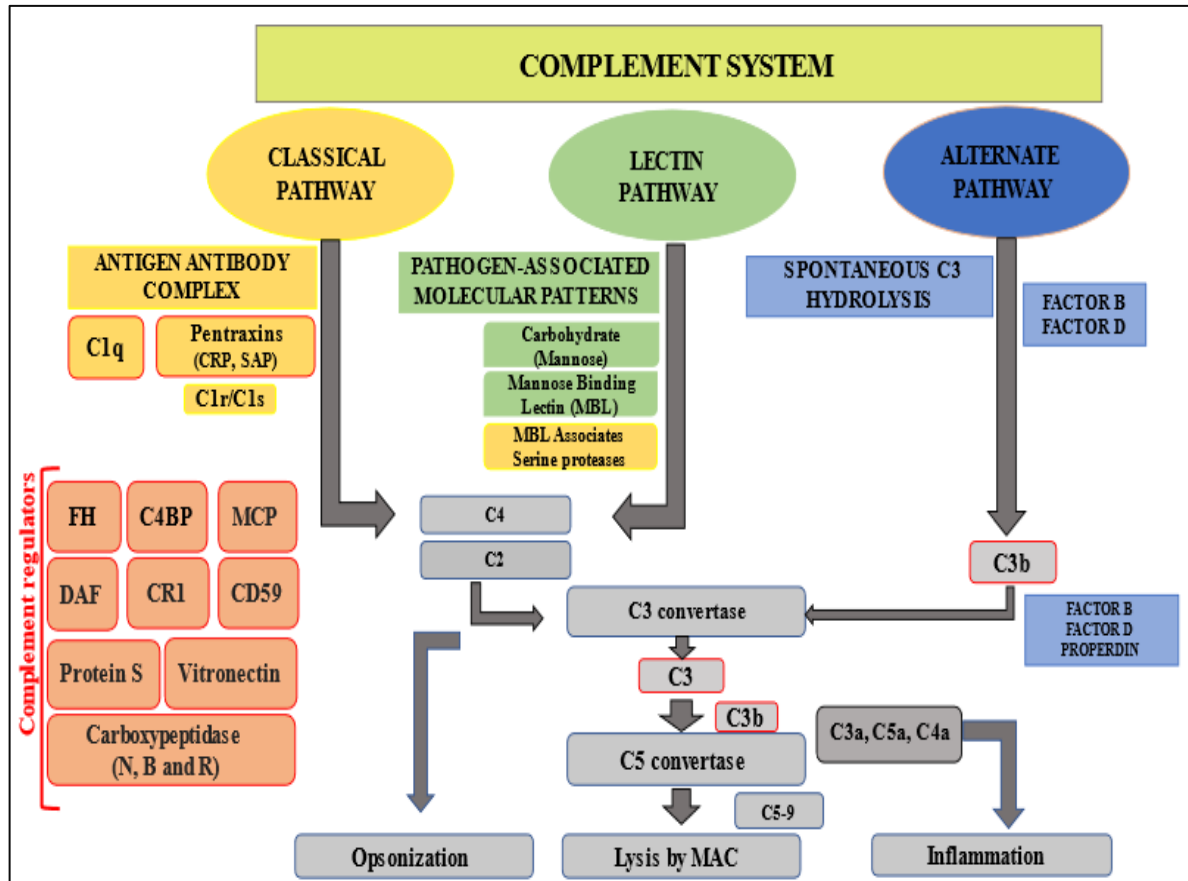 COMPLEMENT SYSTEM
CLASSICAL
PATHWAY
LECTIN
PATHWAY
ALTERNATE
PATHWAY
ANTIGEN ANTIBODY
COMPLEX
C1q
Pentraxins
(CRP, SAP)
C1r/C1s
PATHOGEN-ASSOCIATED
MOLECULAR PATTERNS
Carbohydrate
(Mannose)
Mannose Binding
Lectin (MBL)
MBL Associates
Serine proteases
SPONTANEOUS C3
HYDROLYSIS
FACTOR B
FACTOR D
Complement regulators
FH
C4BP
MCP
DAF
CR1
CD59
Protein S
Vitronectin
Carboxypeptidase
(N, B and R)
C4
C2
C3b
C3 convertase
FACTOR B
FACTOR D
PROPERDIN
C3
C3b
C3a, C5a, C4a
C5 convertase
C5-9
Opsonization
Lysis by MAC
Inflammation